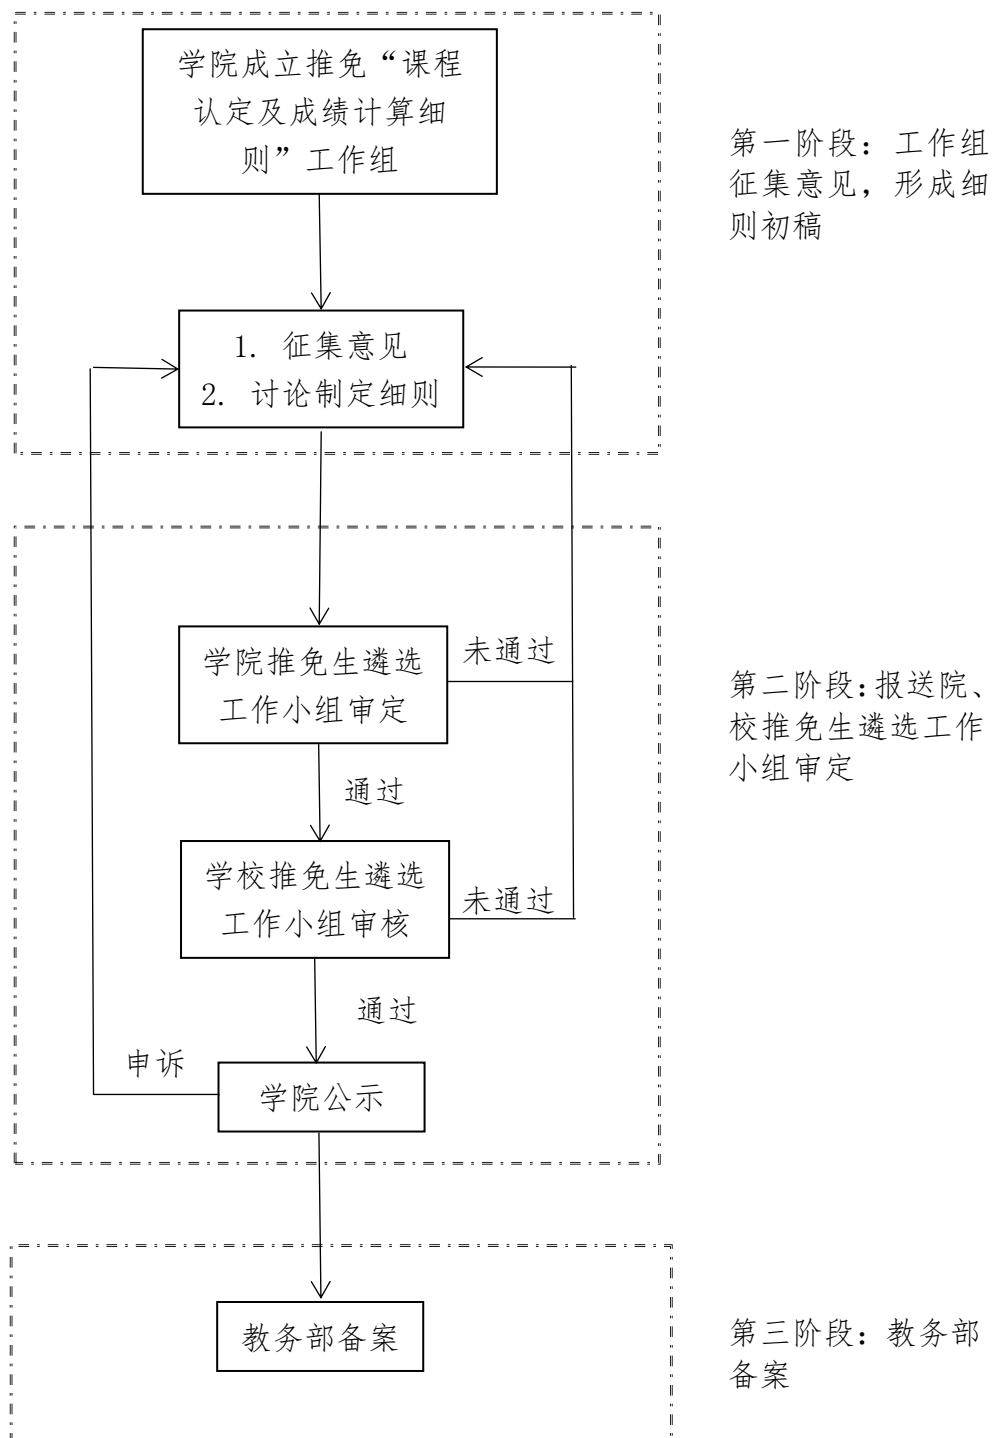 学院成立推免“课程
认定及成绩计算细
则”工作组
第一阶段：工作组
征集意见，形成细
则初稿
1. 征集意见
2. 讨论制定细则
学院推免生遴选
工作小组审定
未通过
第二阶段:报送院、
校推免生遴选工作
小组审定
通过
学校推免生遴选
工作小组审核
未通过
通过
申诉
学院公示
教务部备案
第三阶段：教务部
备案